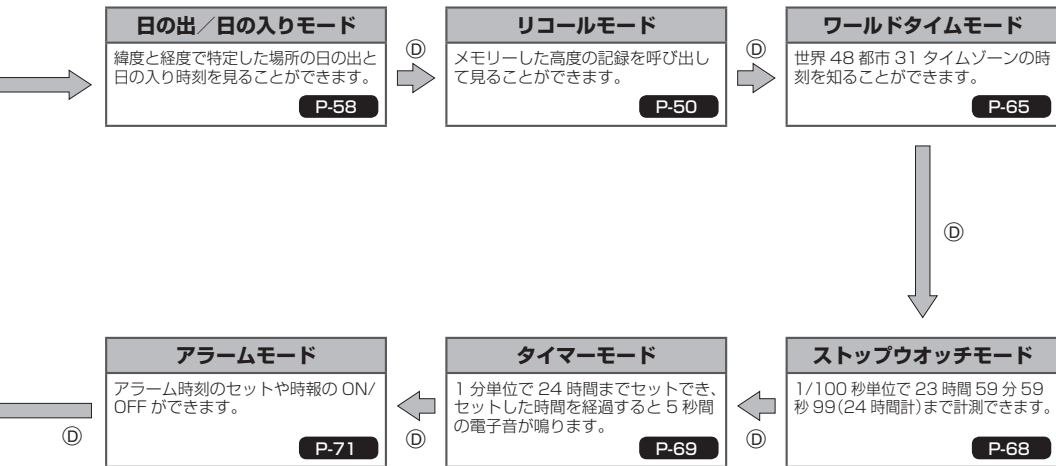 日の出／日の入りモード
緯度と経度で特定した場所の日の出と
日の入り時刻を見ることができます。
P-58
Ⓓ
リコールモード
メモリーした高度の記録を呼び出し
て見ることができます。
P-50
Ⓓ
ワールドタイムモード
世界 48 都市 31 タイムゾーンの時
刻を知ることができます。
P-65
Ⓓ
ストップウオッチモード
1/100 秒単位で 23 時間 59 分 59
秒 99(24 時間計)まで計測できます。
P-68
Ⓓ
タイマーモード
1 分単位で 24 時間までセットでき、
セットした時間を経過すると 5 秒間
の電子音が鳴ります。
P-69
Ⓓ
アラームモード
アラーム時刻のセットや時報の ON/
OFF ができます。
P-71
Ⓓ